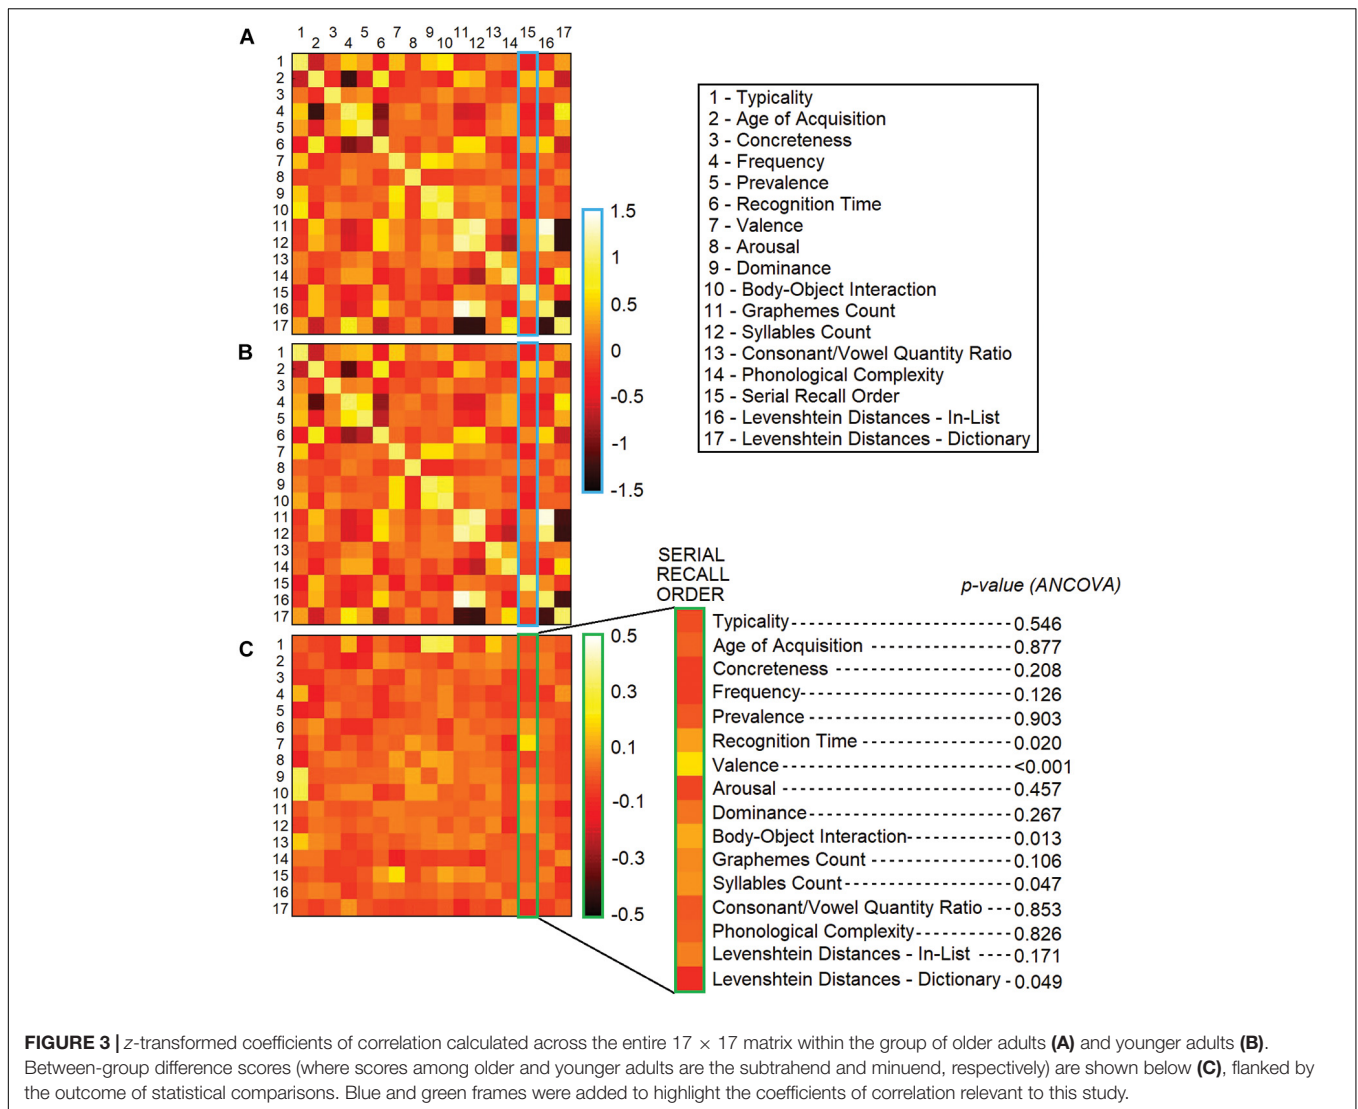 A
1 2 3 4 5 6 7 8 9 10 11 12 13 14 15 16 17
1
2
3
4
5
6
7
8
9
10
11
12
13
14
15
16
17
B
1
2
3
4
5
6
7
8
9
10
11
12
13
14
15
16
17
C
1
2
3
4
5
6
7
8
9
10
11
12
13
14
15
16
17
1.5
1
0.5
0
-0.5
-1
-1.5
0.5
0.3
0.1
-0.1
-0.3
-0.5
1 - Typicality
2 - Age of Acquisition
3 - Concreteness
4 - Frequency
5 - Prevalence
6 - Recognition Time
7 - Valence
8 - Arousal
9 - Dominance
10 - Body-Object Interaction
11 - Graphemes Count
12 - Syllables Count
13 - Consonant/Vowel Quantity Ratio
14 - Phonological Complexity
15 - Serial Recall Order
16 - Levenshtein Distances - In-List
17 - Levenshtein Distances - Dictionary
SERIAL
RECALL
ORDER
p-value (ANCOVA)
Typicality 0.546
Age of Acquisition 0.877
Concreteness 0.208
Frequency 0.126
Prevalence 0.903
Recognition Time 0.020
Valence <0.001
Arousal 0.457
Dominance 0.267
Body-Object Interaction 0.013
Graphemes Count 0.106
Syllables Count 0.047
Consonant/Vowel Quantity Ratio 0.853
Phonological Complexity 0.826
Levenshtein Distances - In-List 0.171
Levenshtein Distances - Dictionary 0.049
FIGURE 3 | z-transformed coefficients of correlation calculated across the entire 17 × 17 matrix within the group of older adults (A) and younger adults (B).
Between-group difference scores (where scores among older and younger adults are the subtrahend and minuend, respectively) are shown below (C), flanked by
the outcome of statistical comparisons. Blue and green frames were added to highlight the coefficients of correlation relevant to this study.